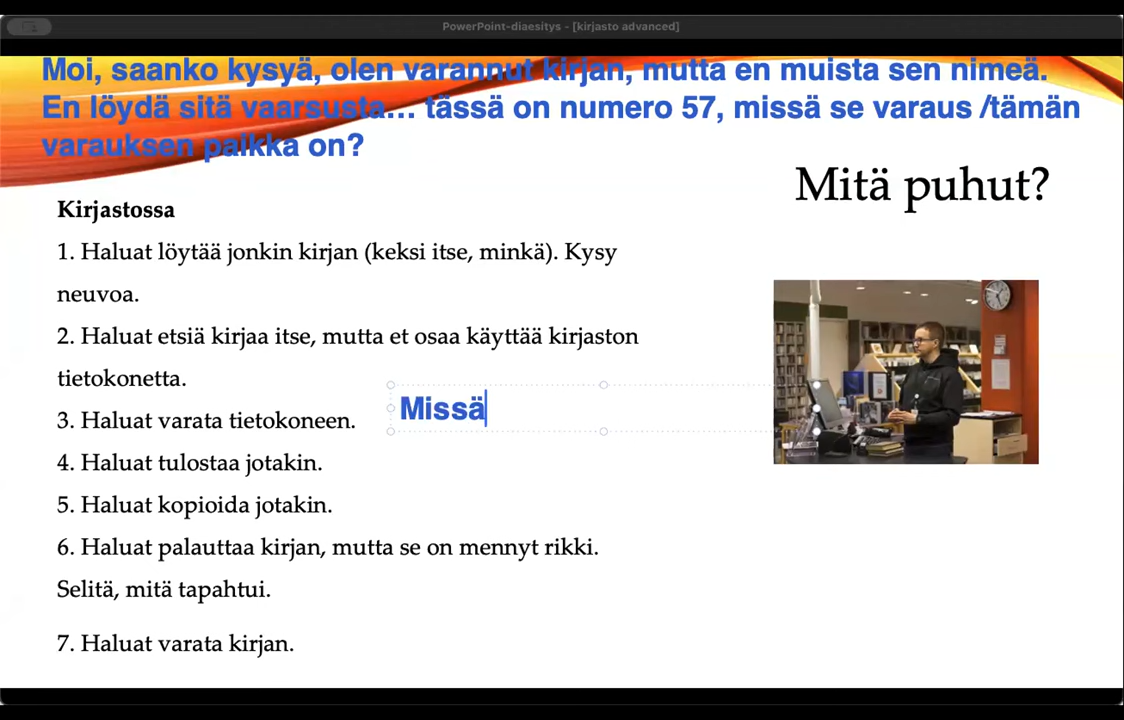 PowerPoint-diaesitys - [kirjasto advanced]
Moi, saanko kysyä, olen varannut kirjan, mutta en muista sen nimeä.
En löydä sitä vaarsusta... tässä on numero 57, missä se varaus /tämän
varauksen paikka on?
Mitä puhut?
Kirjastossa
1. Haluat löytää jonkin kirjan (keksi itse, minkä). Kysy
neuvoa.
2. Haluat etsiä kirjaa itse, mutta et osaa käyttää kirjaston
tietokonetta.
3. Haluat varata tietokoneen.
Missä
4. Haluat tulostaa jotakin.
5. Haluat kopioida jotakin.
6. Haluat palauttaa kirjan, mutta se on mennyt rikki.
Selitä, mitä tapahtui.
7. Haluat varata kirjan.